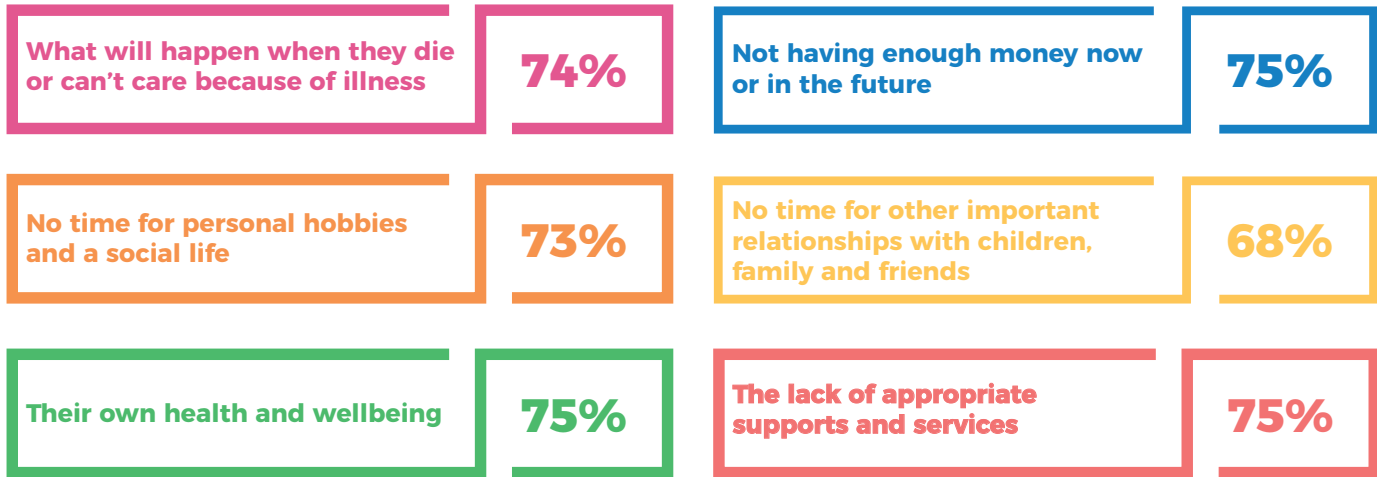 What will happen when they die
or can't care because of illness
74%
Not having enough money now
or in the future
75%
No time for personal hobbies
and a social life
73%
No time for other important
relationships with children,
family and friends
68%
Their own health and wellbeing
75%
The lack of appropriate
supports and services
75%